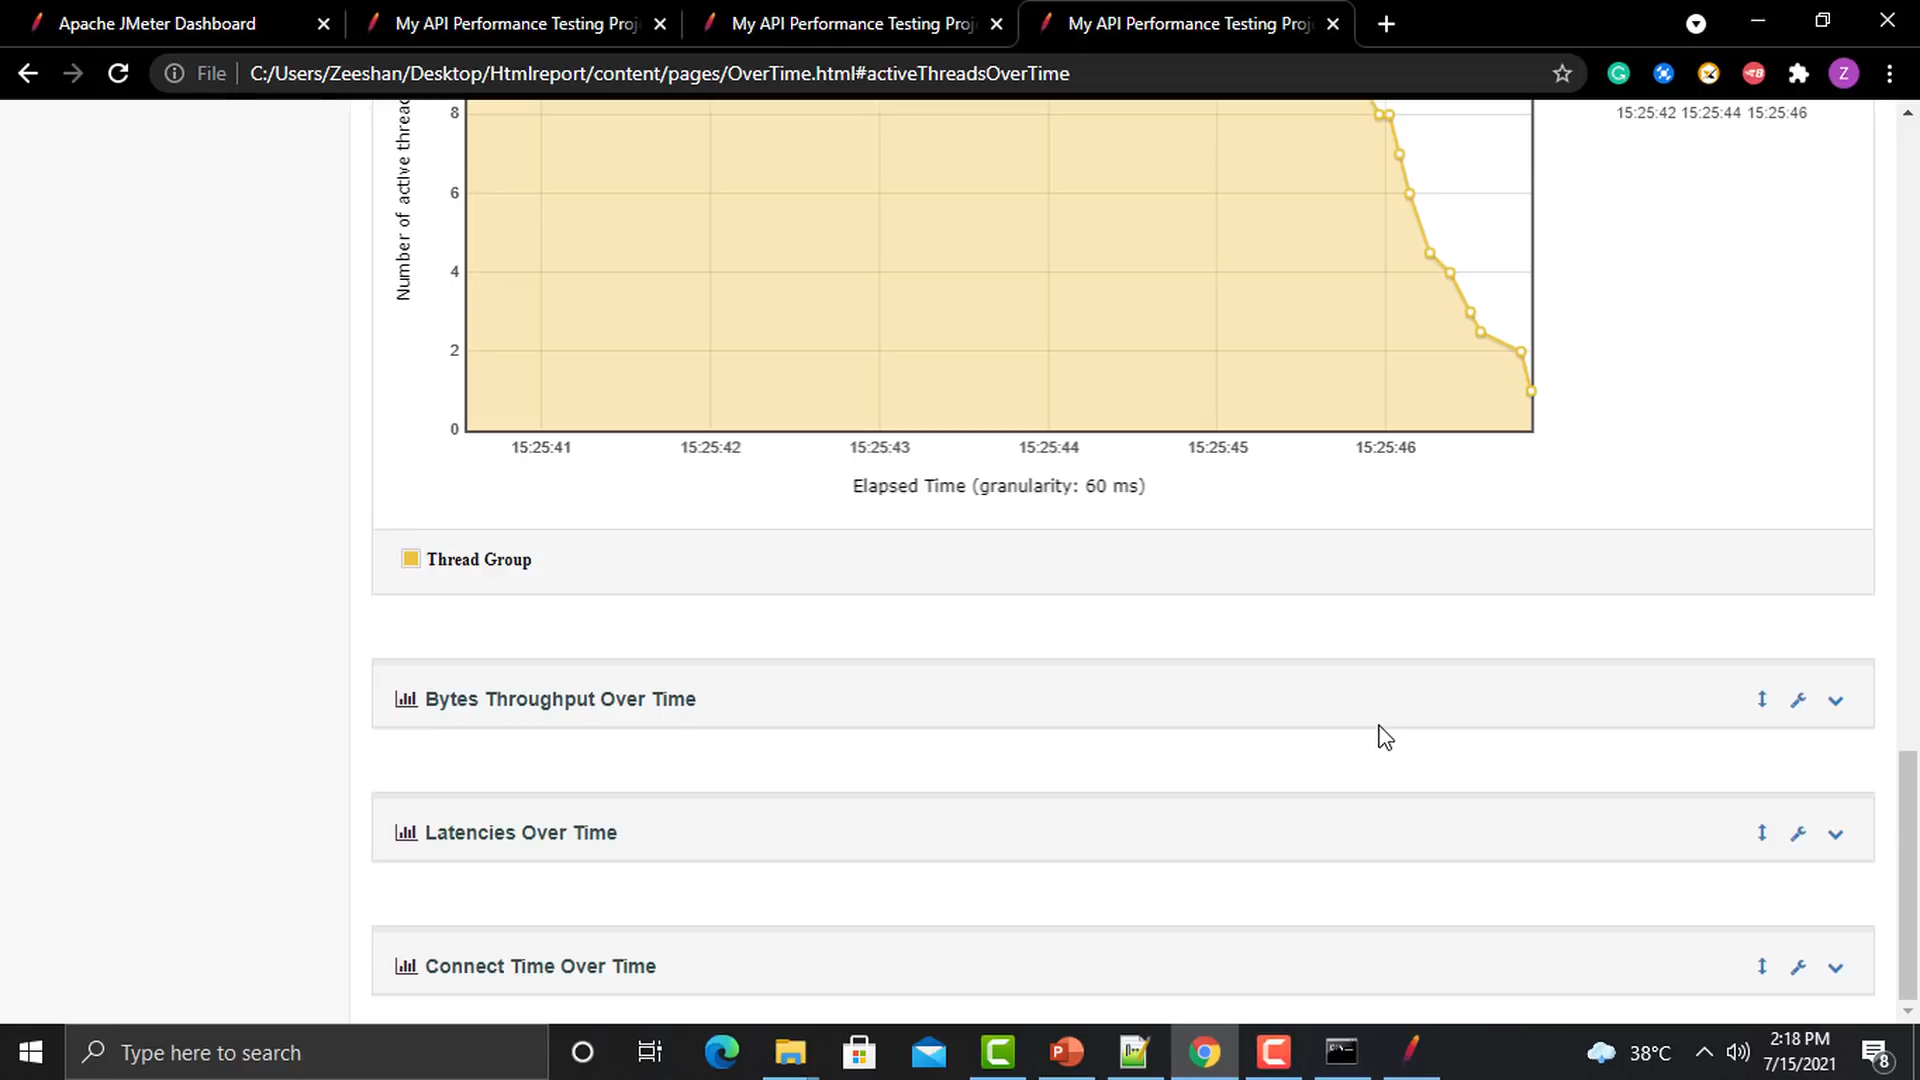 Apache JMeter Dashboard
My API Performance Testing Proj
My API Performance Testing Proj
My API Performance Testing Proj
File
C:/Users/Zeeshan/Desktop/Htmlreport/content/pages/OverTime.html#activeThreadsOverTime
Z
Number of active threa
8
6
4
2
0
15:25:41
15:25:42
15:25:43
15:25:44
15:25:45
15:25:46
Elapsed Time (granularity: 60 ms)
15:25:42 15:25:44 15:25:46
Thread Group
Bytes Throughput Over Time
Latencies Over Time
Connect Time Over Time
Type here to search
38°C
2:18 PM
7/15/2021
8